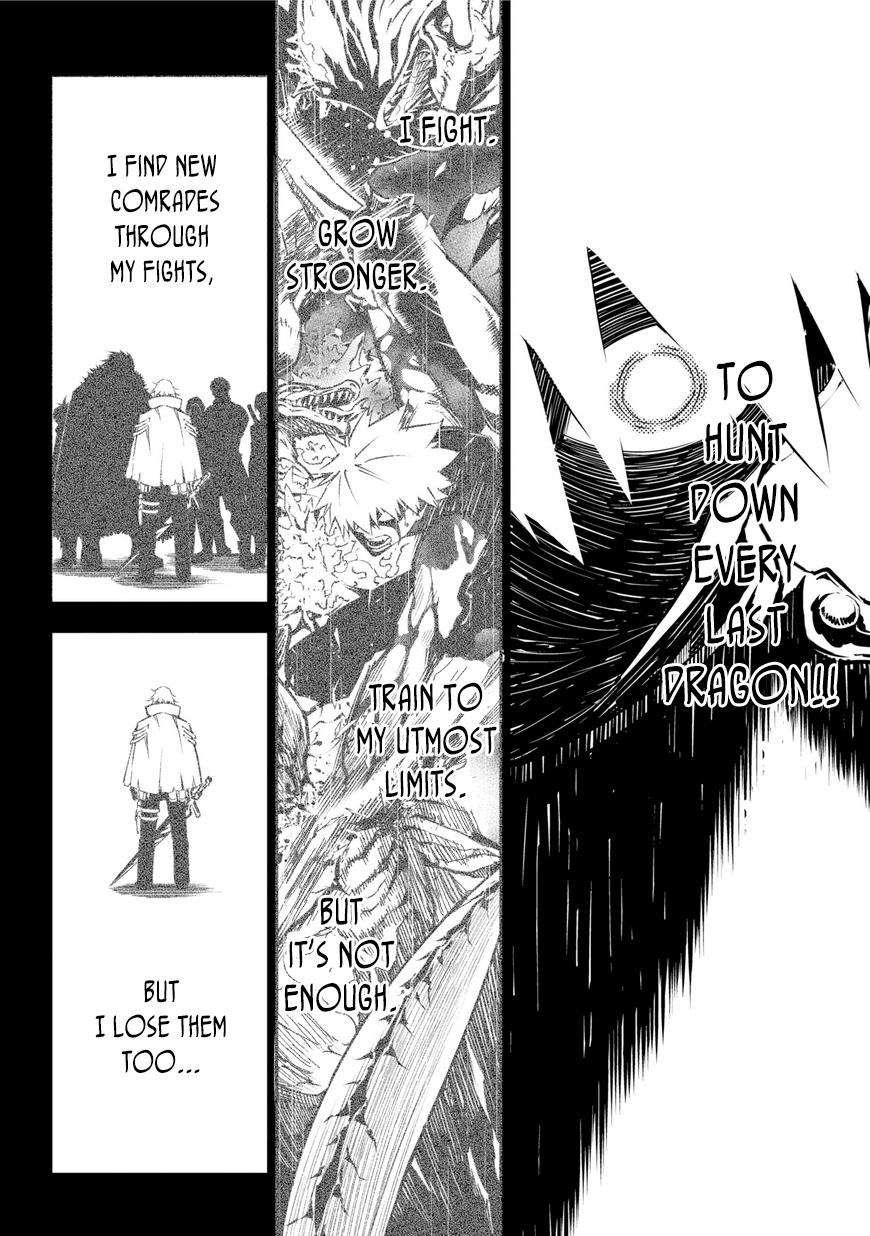 TO
HUNT
DOWN
EVERY
LAST
DRAGON!!
I FIGHT.
GROW
STRONGER.
TRAIN TO
MY UTMOST
LIMITS.
BUT
IT'S NOT
ENOUGH.
I FIND NEW
COMRADES
THROUGH
MY FIGHTS,
BUT
I LOSE THEM
TOO...